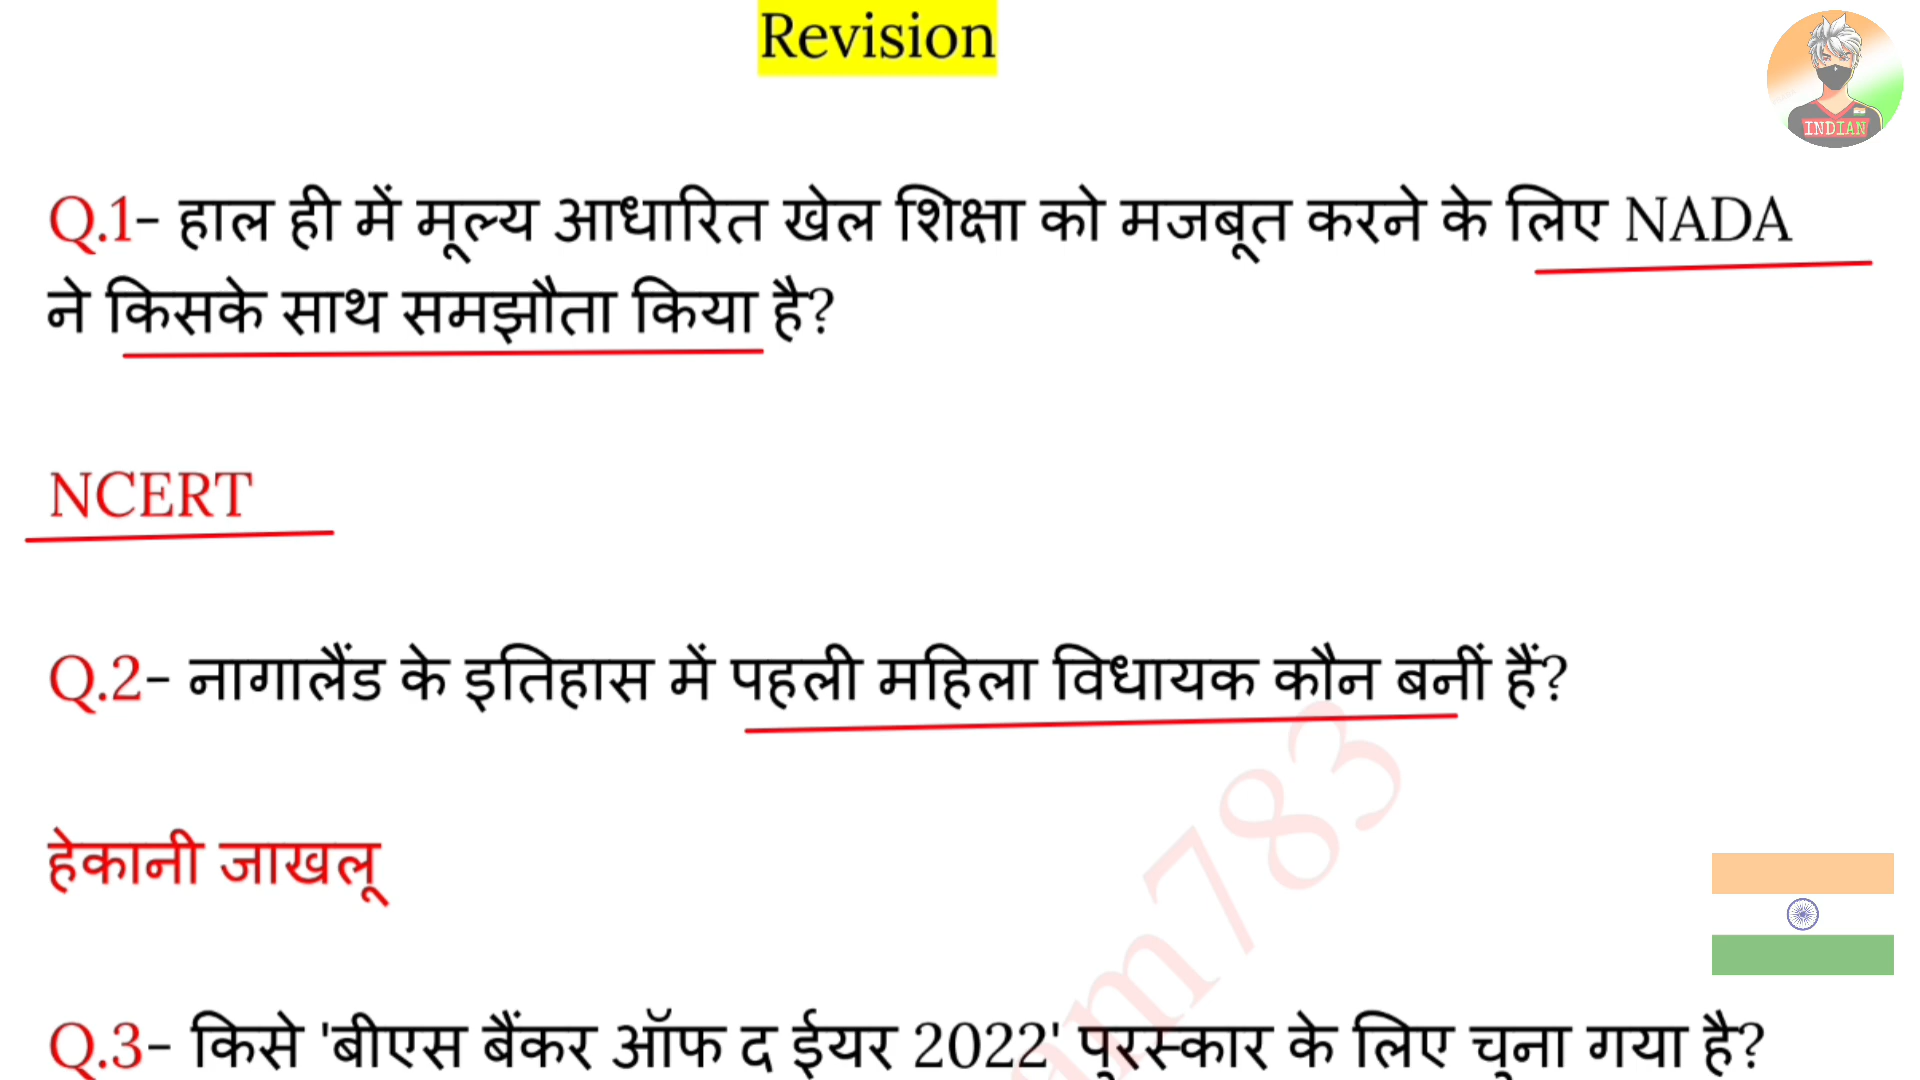 Revision
INDIAN
Q.1- हाल ही में मूल्य आधारित खेल शिक्षा को मजबूत करने के लिए NADA
ने किसके साथ समझौता किया है?
NCERT
Q.2- नागालैंड के इतिहास में पहली महिला विधायक कौन बनीं हैं?
हेकानी जाखलू
Q.3- किसे 'बीएस बैंकर ऑफ द ईयर 2022' पुरस्कार के लिए चुना गया है?